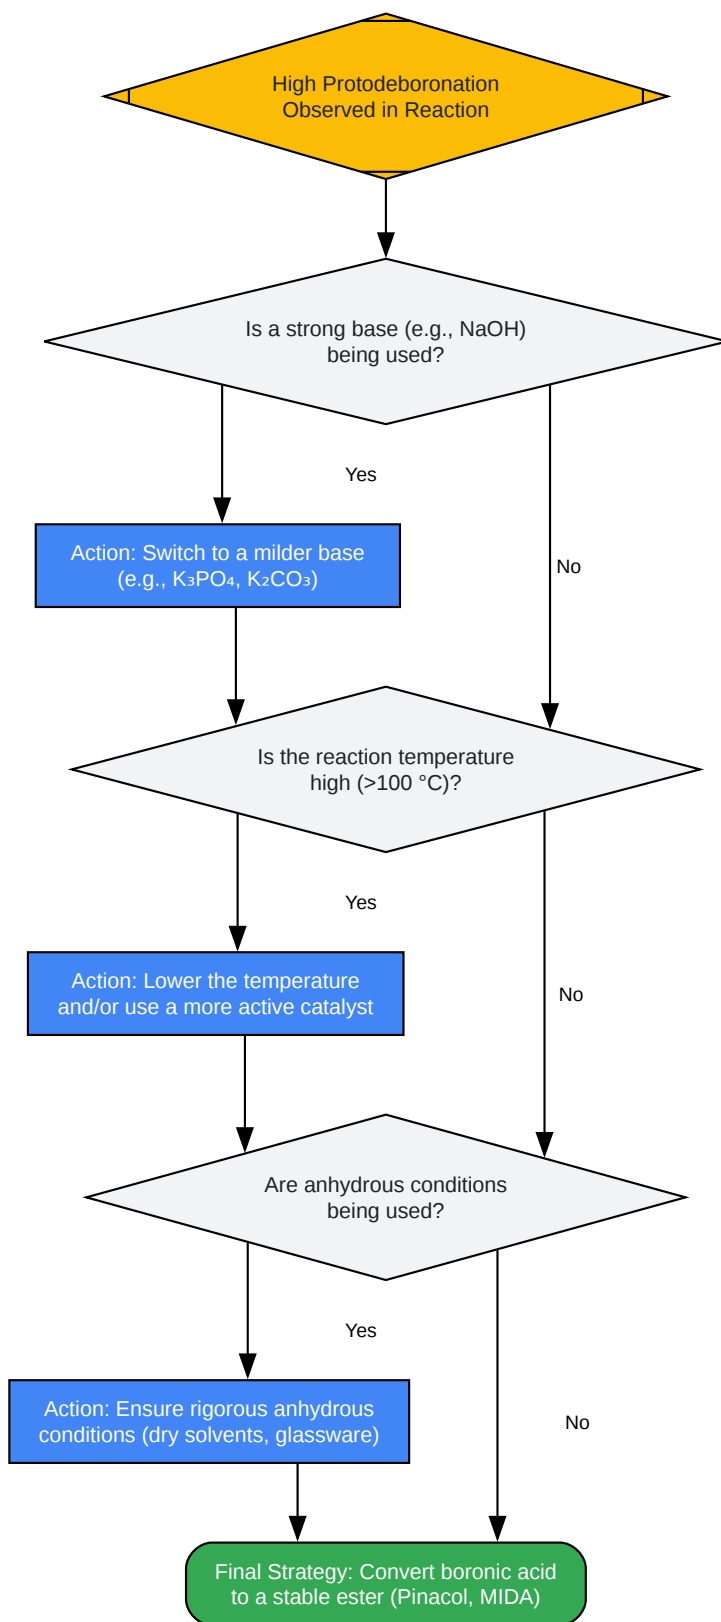 High Protodeboronation
Observed in Reaction
Is a strong base (e.g., NaOH)
being used?
Yes
Action: Switch to a milder base
(e.g., K₃PO₄, K₂CO₃)
No
Is the reaction temperature
high (>100 °C)?
Yes
Action: Lower the temperature
and/or use a more active catalyst
No
Are anhydrous conditions
being used?
Yes
Action: Ensure rigorous anhydrous
conditions (dry solvents, glassware)
No
Final Strategy: Convert boronic acid
to a stable ester (Pinacol, MIDA)